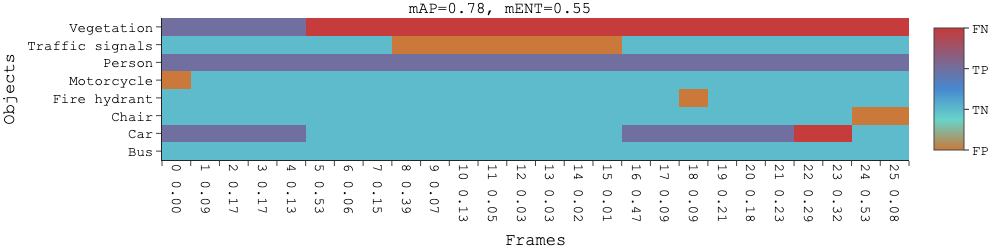 mAP=0.78, mENT=0.55
Objects
Vegetation
Traffic signals
Person
Motorcycle
Fire hydrant
Chair
Car
Bus
FN
TP
TN
FP
0 0.00
1 0.09
2 0.17
3 0.17
4 0.13
5 0.53
6 0.06
7 0.15
8 0.39
9 0.07
10 0.13
11 0.05
12 0.03
13 0.03
14 0.02
15 0.01
16 0.47
17 0.09
18 0.09
19 0.21
20 0.18
21 0.23
22 0.29
23 0.32
24 0.53
25 0.08
Frames